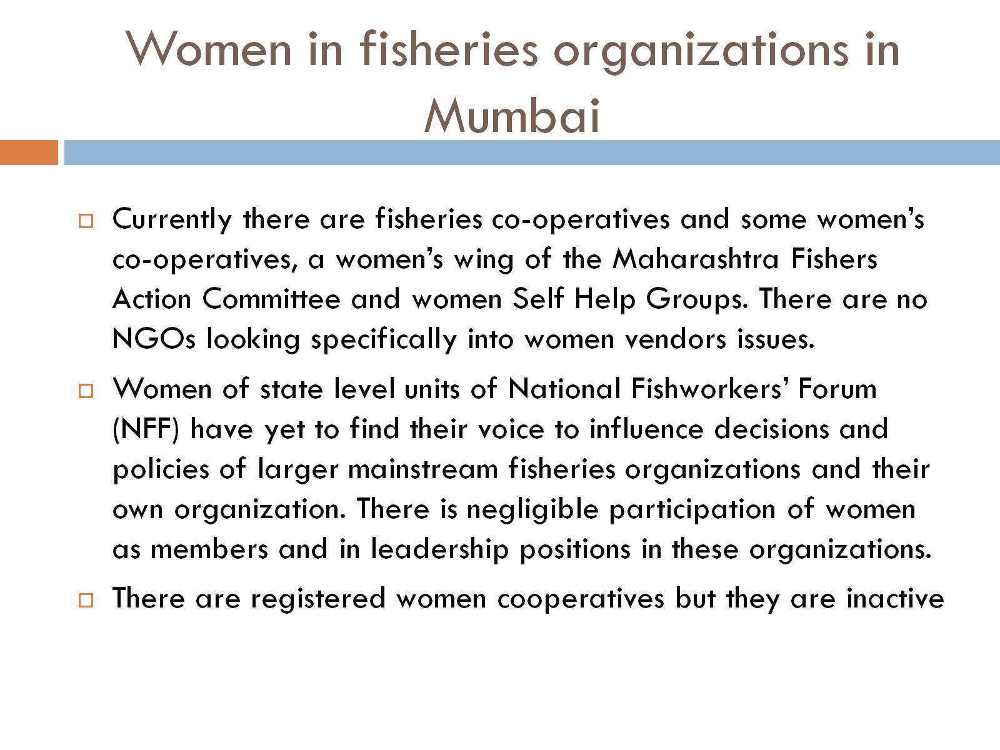 Women in fisheries organizations in
Mumbai
Currently there are fisheries co-operatives and some women’s
co-operatives, a women’s wing of the Maharashtra Fishers
Action Committee and women Self Help Groups. There are no
NGOs looking specifically into women vendors issues.
Women of state level units of National Fishworkers’ Forum
(NFF) have yet to find their voice to influence decisions and
policies of larger mainstream fisheries organizations and their
own organization. There is negligible participation of women
as members and in leadership positions in these organizations.
There are registered women cooperatives but they are inactive